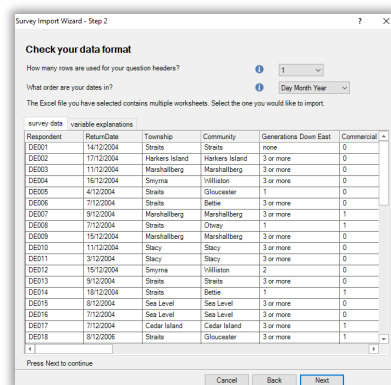 Survey Import Wizard - Step 2 ? X
Check your data format
How many rows are used for your question headers? 1
What order are your dates in? Day Month Year
The Excel file you have selected contains multiple worksheets. Select the one you would like to import.
survey data variable explanations
Respondent ReturnDate Township Community Generations Down East Commercial
DE001 14/12/2004 Straits Straits none 0
DE002 17/12/2004 Harkers Island Harkers Island 3 or more 0
DE003 11/12/2004 Marshallberg Marshallberg 3 or more 0
DE004 16/12/2004 Smyrna Williston 3 or more 0
DE005 4/12/2004 Straits Gloucester 1 0
DE006 7/12/2004 Straits Bettie 3 or more 0
DE007 9/12/2004 Marshallberg Marshallberg 3 or more 1
DE008 7/12/2004 Straits Otway 1 1
DE009 15/12/2004 Marshallberg Marshallberg 3 or more 0
DE010 11/12/2004 Stacy Stacy 3 or more 0
DE011 3/12/2004 Stacy Stacy 3 or more 0
DE012 15/12/2004 Smyrna Williston 2 0
DE013 9/12/2004 Straits Straits 3 or more 0
DE014 18/12/2004 Straits Bettie 1 1
DE015 8/12/2004 Sea Level Sea Level 3 or more 0
DE016 7/12/2004 Sea Level Sea Level 3 or more 0
DE017 7/12/2004 Cedar Island Cedar Island 3 or more 1
DE018 8/12/2006 Straits Gloucester 3 or more 1
Press Next to continue
Cancel Back Next